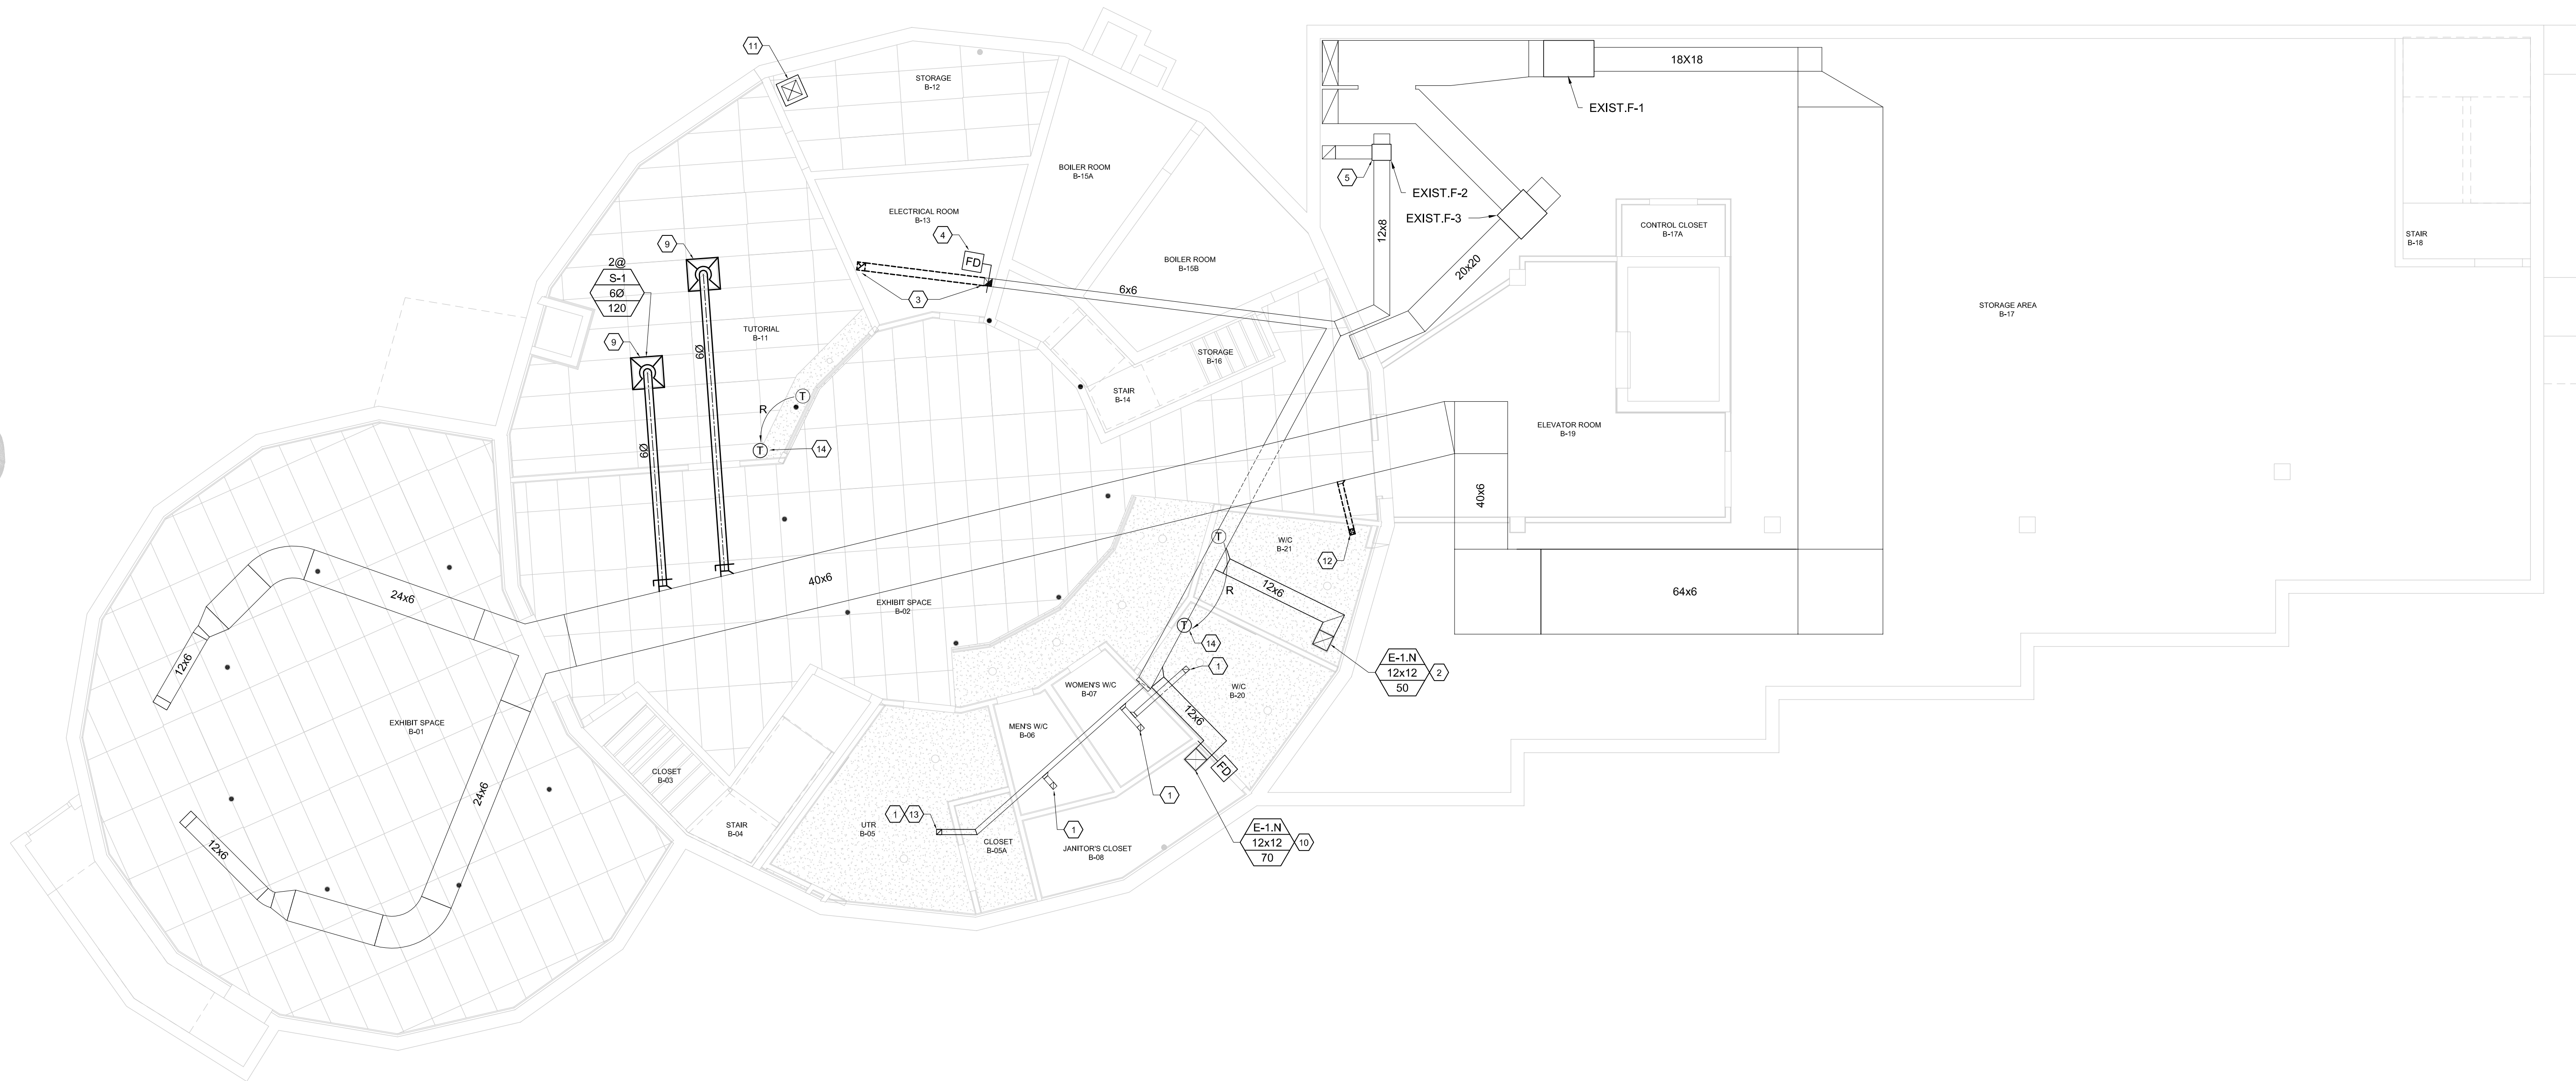 11
STORAGE
B-12
18X18
EXIST.F-1
BOILER ROOM
B-15A
5
EXIST.F-2
EXIST.F-3
12x8
ELECTRICAL ROOM
B-13
4
FD
9
2@
S-1
6Ø
120
CONTROL CLOSET
B-17A
STAIR
B-18
BOILER ROOM
B-15B
20x20
6x6
3
STORAGE AREA
B-17
TUTORIAL
B-11
9
6Ø
STORAGE
B-16
STAIR
B-14
T
R
T
14
6Ø
ELEVATOR ROOM
B-19
40x6
T
W/C
B-21
12
40x6
12x6
R
64x6
24x6
EXHIBIT SPACE
B-02
T
14
12x6
1
E-1.N
12x12
50
2
WOMEN'S W/C
B-07
W/C
B-20
12x6
EXHIBIT SPACE
B-01
MEN'S W/C
B-06
FD
CLOSET
B-03
24x6
1
STAIR
B-04
UTR
B-05
1
13
1
CLOSET
B-05A
JANITOR'S CLOSET
B-08
E-1.N
12x12
70
10
12x6